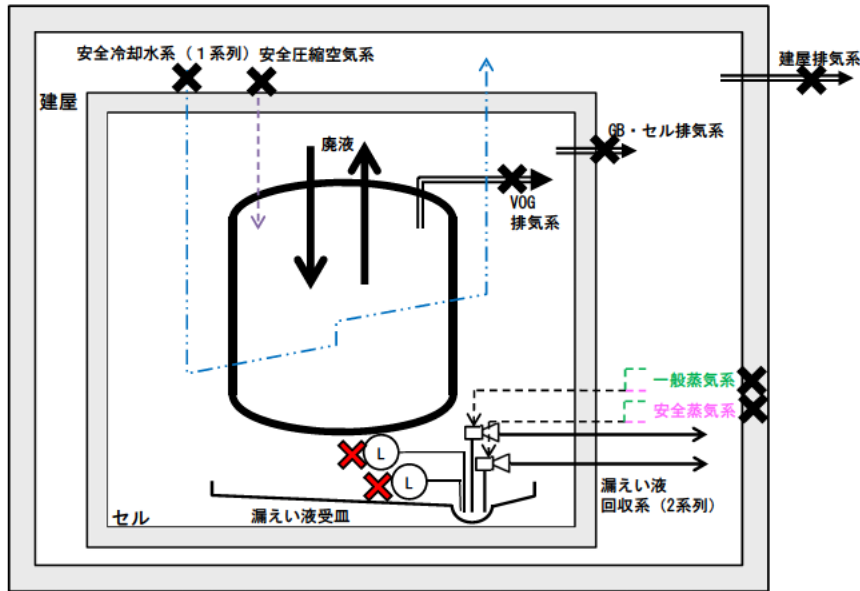 安全冷却水系（１系列）
安全圧縮空気系
建屋排気系
建屋
GB・セル排気系
廃液
VOG
排気系
一般蒸気系
安全蒸気系
L
L
漏えい液
回収系（2系列）
セル
漏えい液受皿